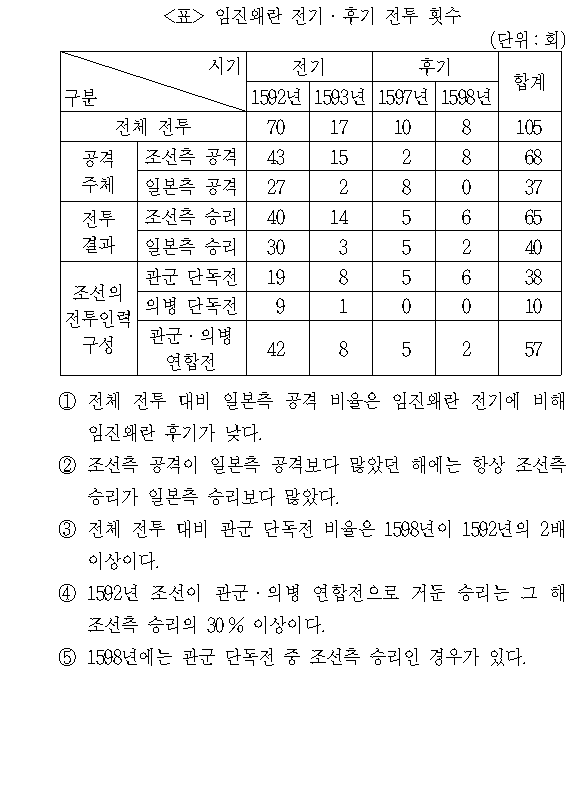 <표> 임진왜란 전기·후기 전투 횟수
(단위 : 회)
시기 전기 후기 합계
구분 1592년 1593년 1597년 1598년
전체 전투 70 17 10 8 105
공격 주체 조선측 공격 43 15 2 8 68
일본측 공격 27 2 8 0 37
전투 결과 조선측 승리 40 14 5 6 65
일본측 승리 30 3 5 2 40
조선의 전투인력 구성 관군 단독전 19 8 5 6 38
의병 단독전 9 1 0 0 10
관군·의병 연합전 42 8 5 2 57
① 전체 전투 대비 일본측 공격 비율은 임진왜란 전기에 비해
임진왜란 후기가 낮다.
② 조선측 공격이 일본측 공격보다 많았던 해에는 항상 조선측
승리가 일본측 승리보다 많았다.
③ 전체 전투 대비 관군 단독전 비율은 1598년이 1592년의 2배
이상이다.
④ 1592년 조선이 관군·의병 연합전으로 거둔 승리는 그 해
조선측 승리의 30% 이상이다.
⑤ 1598년에는 관군 단독전 중 조선측 승리인 경우가 있다.